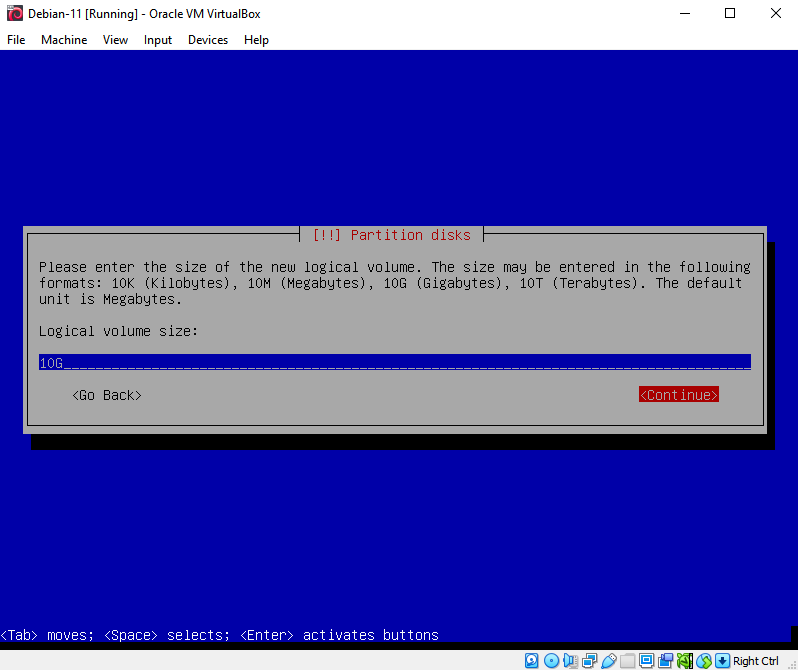 Debian-11 [Running] - Oracle VM VirtualBox
File Machine View Input Devices Help
[!!] Partition disks
Please enter the size of the new logical volume. The size may be entered in the following
formats: 10K (Kilobytes), 10M (Megabytes), 10G (Gigabytes), 10T (Terabytes). The default
unit is Megabytes.
Logical volume size:
10G
<Go Back> <Continue>
<Tab> moves; <Space> selects; <Enter> activates buttons
Right Ctrl